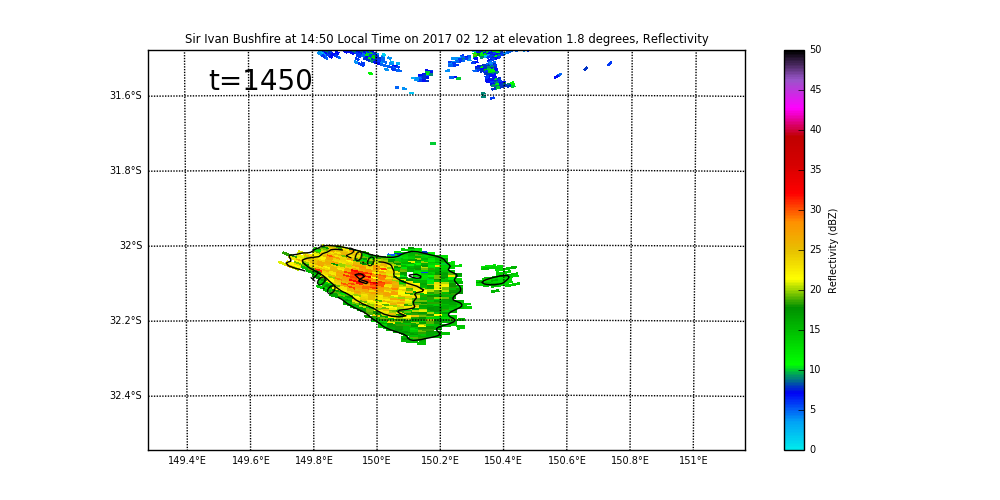 Sir Ivan Bushfire at 14:50 Local Time on 2017 02 12 at elevation 1.8 degrees, Reflectivity
t=1450
50
45
40
35
30
25
20
15
10
5
0
Reflectivity (dBZ)
31.6°S
31.8°S
32°S
32.2°S
32.4°S
20.0
149.4°E 149.6°E 149.8°E 150°E 150.2°E 150.4°E 150.6°E 150.8°E 151°E